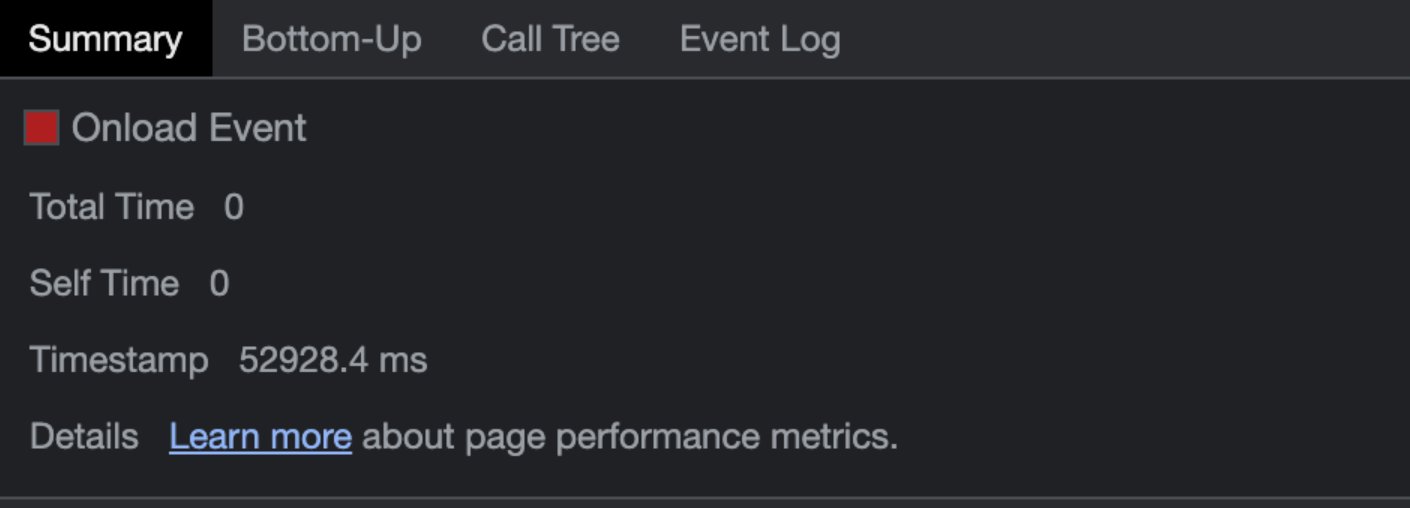 Summary Bottom-Up Call Tree Event Log
Onload Event
Total Time 0
Self Time 0
Timestamp 52928.4 ms
Details Learn more about page performance metrics.